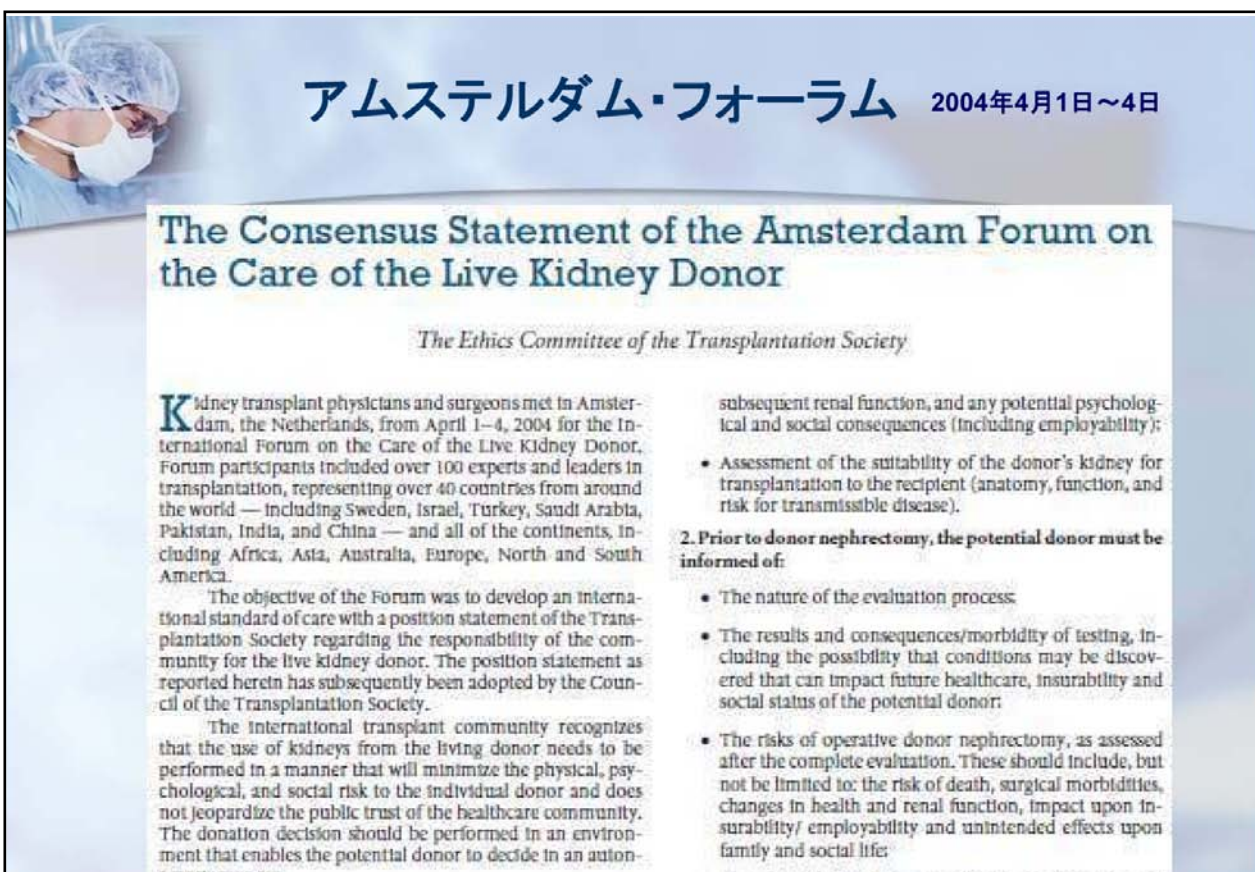 アムステルダム・フォーラム 2004年4月1日～4日
The Consensus Statement of the Amsterdam Forum on
the Care of the Live Kidney Donor
The Ethics Committee of the Transplantation Society
Kidney transplant physicians and surgeons met in Amster-
dam, the Netherlands, from April 1–4, 2004 for the In-
ternational Forum on the Care of the Live Kidney Donor.
Forum participants included over 100 experts and leaders in
transplantation, representing over 40 countries from around
the world — including Sweden, Israel, Turkey, Saudi Arabia,
Pakistan, India, and China — and all of the continents, in-
cluding Africa, Asia, Australia, Europe, North and South
America.
The objective of the Forum was to develop an interna-
tional standard of care with a position statement of the Trans-
plantation Society regarding the responsibility of the com-
munity for the live kidney donor. The position statement as
reported herein has subsequently been adopted by the Coun-
cil of the Transplantation Society.
The international transplant community recognizes
that the use of kidneys from the living donor needs to be
performed in a manner that will minimize the physical, psy-
chological, and social risk to the individual donor and does
not jeopardize the public trust of the healthcare community.
The donation decision should be performed in an environ-
ment that enables the potential donor to decide in an auton-
subsequent renal function, and any potential psycholog-
ical and social consequences (including employability);
• Assessment of the suitability of the donor's kidney for
transplantation to the recipient (anatomy, function, and
risk for transmissible disease).
2. Prior to donor nephrectomy, the potential donor must be
informed of:
• The nature of the evaluation process;
• The results and consequences/morbidity of testing, in-
cluding the possibility that conditions may be discov-
ered that can impact future healthcare, insurability and
social status of the potential donor;
• The risks of operative donor nephrectomy, as assessed
after the complete evaluation. These should include, but
not be limited to: the risk of death, surgical morbidities,
changes in health and renal function, impact upon in-
surability/ employability and unintended effects upon
family and social life;